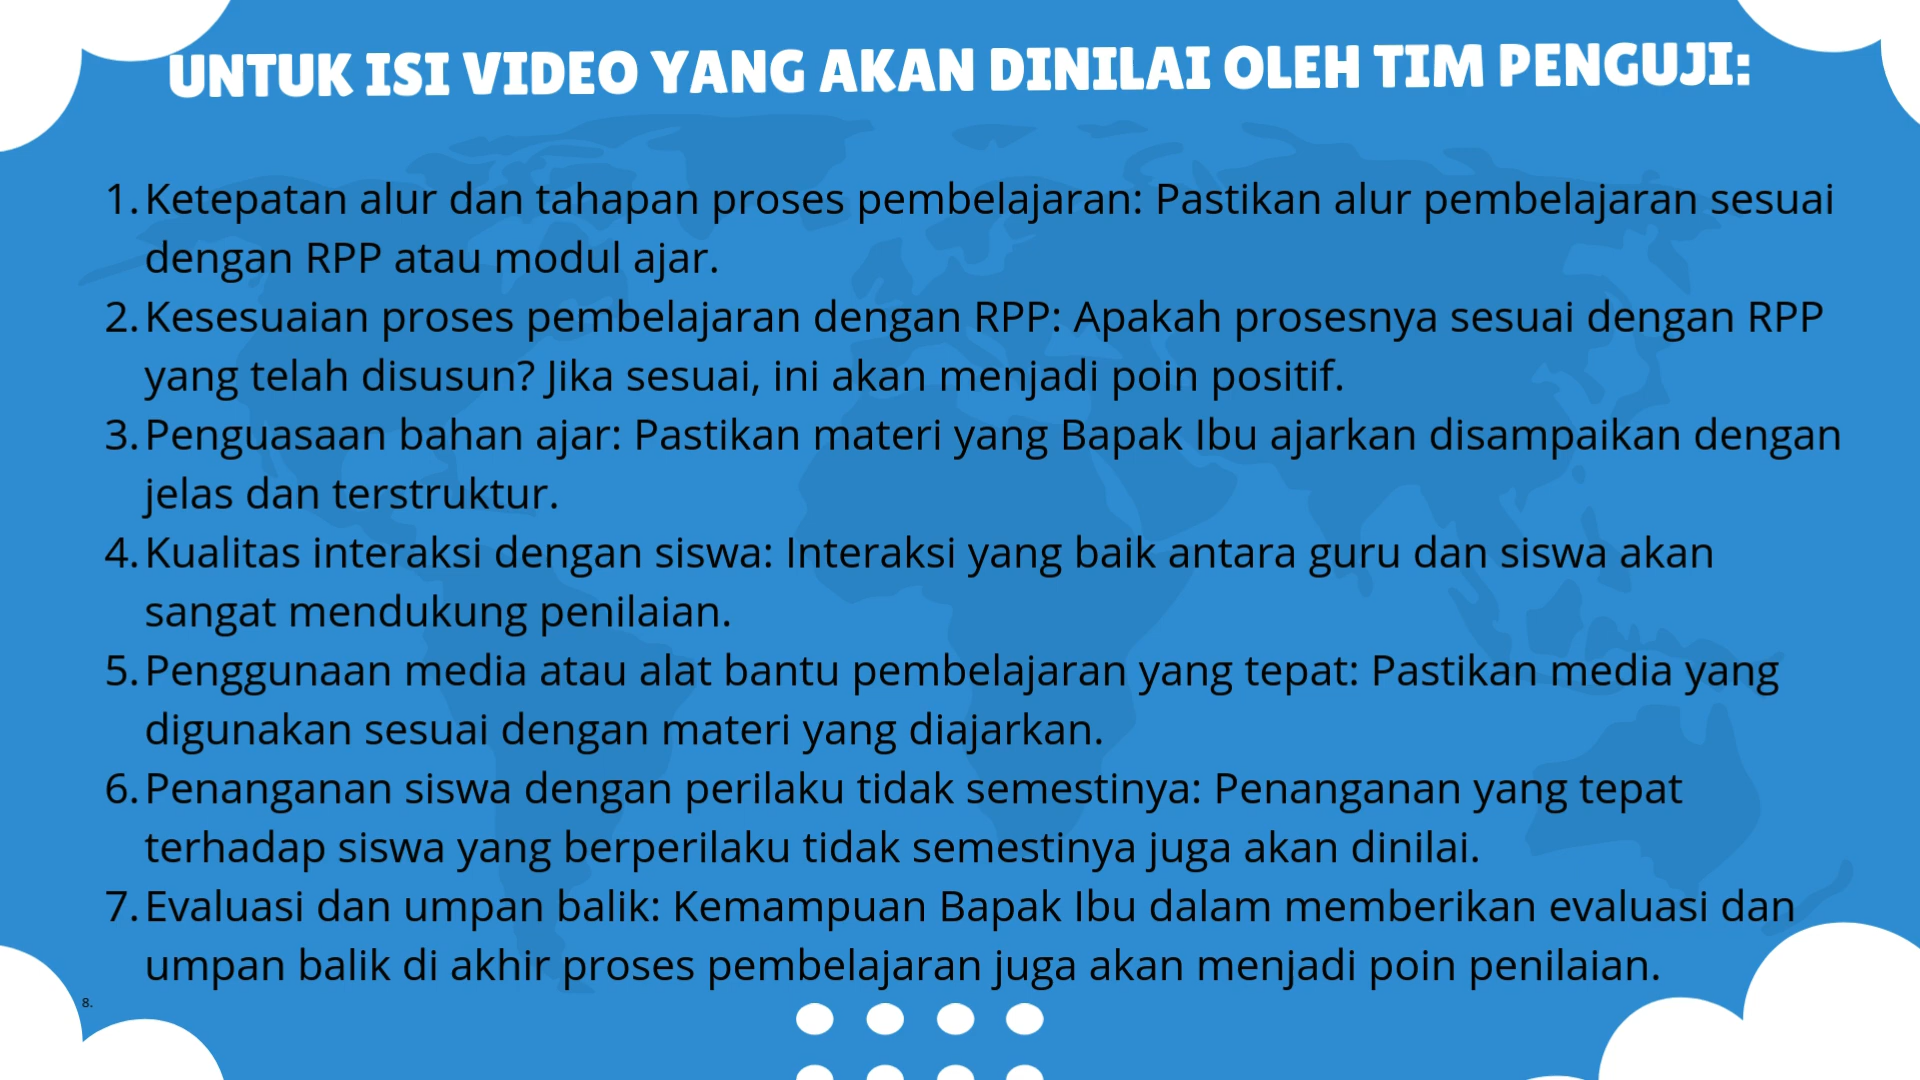 UNTUK ISI VIDEO YANG AKAN DINILAI OLEH TIM PENGUJI:
1. Ketepatan alur dan tahapan proses pembelajaran: Pastikan alur pembelajaran sesuai
dengan RPP atau modul ajar.
2. Kesesuaian proses pembelajaran dengan RPP: Apakah prosesnya sesuai dengan RPP
yang telah disusun? Jika sesuai, ini akan menjadi poin positif.
3. Penguasaan bahan ajar: Pastikan materi yang Bapak Ibu ajarkan disampaikan dengan
jelas dan terstruktur.
4. Kualitas interaksi dengan siswa: Interaksi yang baik antara guru dan siswa akan
sangat mendukung penilaian.
5. Penggunaan media atau alat bantu pembelajaran yang tepat: Pastikan media yang
digunakan sesuai dengan materi yang diajarkan.
6. Penanganan siswa dengan perilaku tidak semestinya: Penanganan yang tepat
terhadap siswa yang berperilaku tidak semestinya juga akan dinilai.
7. Evaluasi dan umpan balik: Kemampuan Bapak Ibu dalam memberikan evaluasi dan
umpan balik di akhir proses pembelajaran juga akan menjadi poin penilaian.
8.